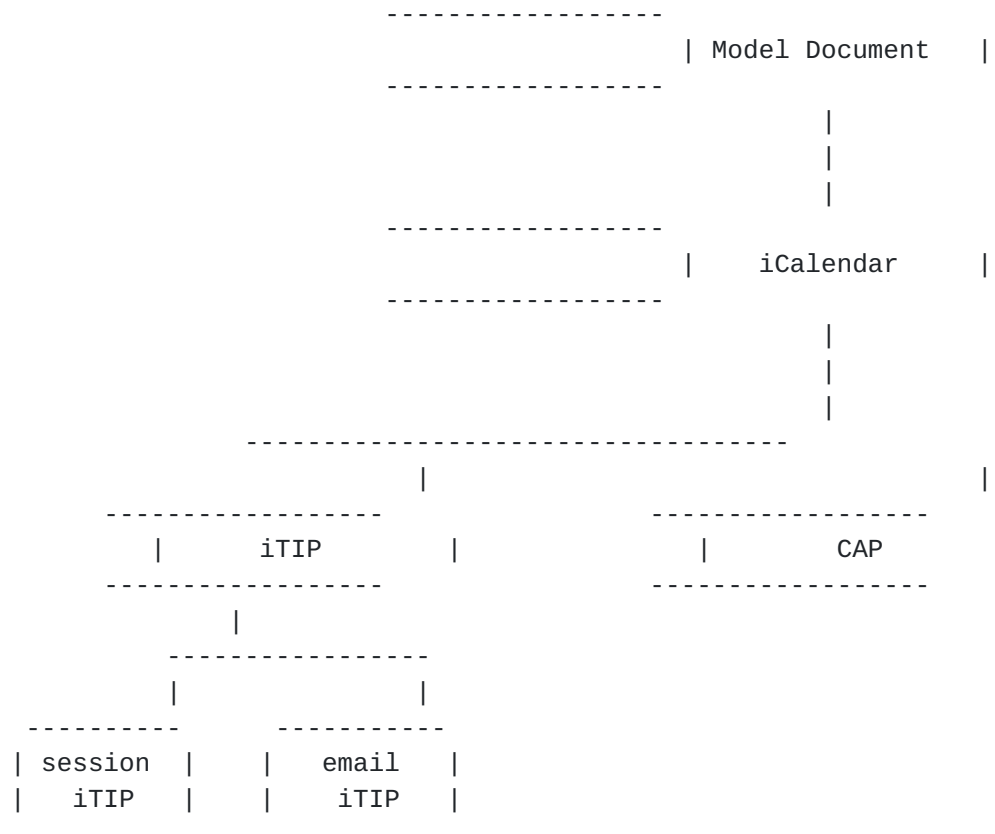 Model Document
iCalendar
iTIP CAP
session email
iTIP iTIP